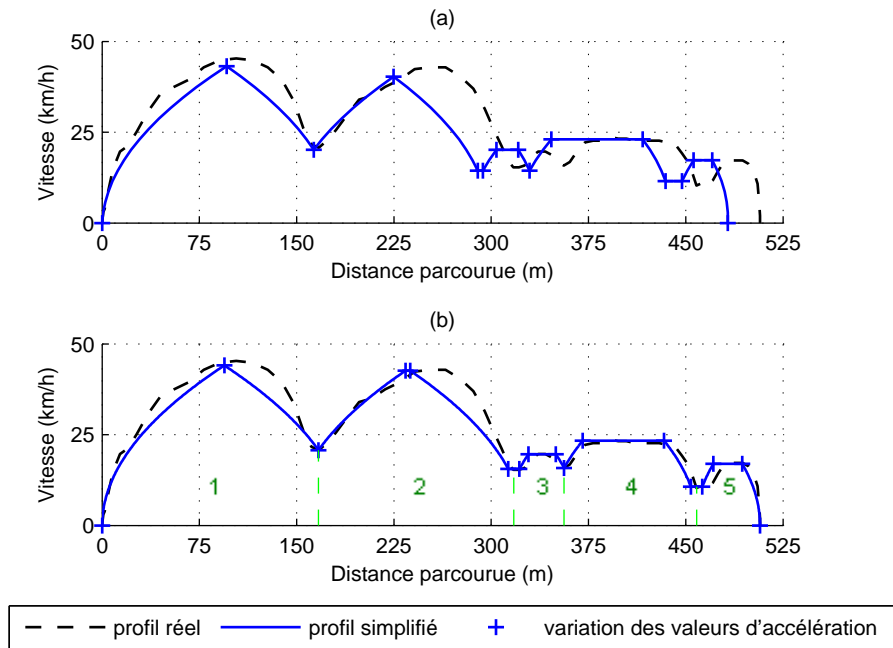 (a)
Vitesse (km/h)
50
25
0
0 75 150 225 300 375 450 525
Distance parcourue (m)
(b)
Vitesse (km/h)
50
25
0
1 2 3 4 5
0 75 150 225 300 375 450 525
Distance parcourue (m)
profil réel profil simplifié variation des valeurs d'accélération